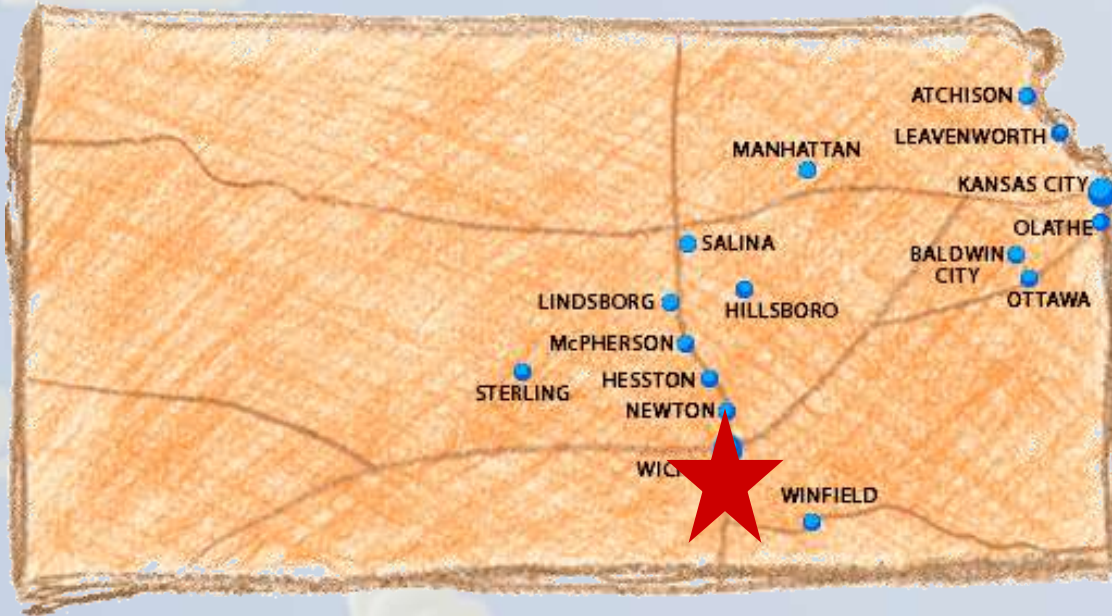 ATCHISON
LEAVENWORTH
MANHATTAN
KANSAS CITY
OLATHE
SALINA
BALDWIN
CITY
OTTAWA
LINDSBORG
HILLSBORO
McPHERSON
HESSTON
STERLING
NEWTON
WINFIELD